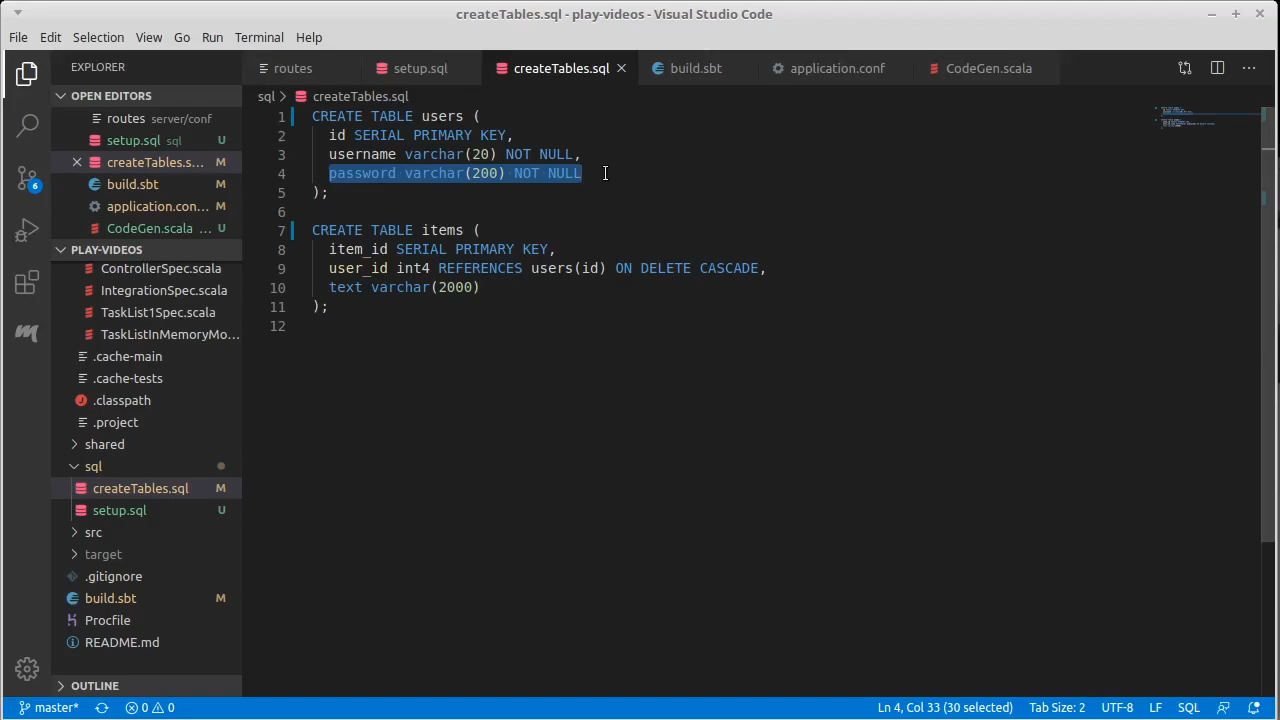 createTables.sql - play-videos - Visual Studio Code
File Edit Selection View Go Run Terminal Help
EXPLORER
OPEN EDITORS
routes server/conf
setup.sql sql U
createTables.s... M
build.sbt M
application.con... M
CodeGen.scala ... M
PLAY-VIDEOS
ControllerSpec.scala
IntegrationSpec.scala
TaskList1Spec.scala
TaskListInMemoryMo...
.cache-main
.cache-tests
.classpath
.project
shared
sql
createTables.sql M
setup.sql U
src
target
.gitignore
build.sbt M
Procfile
README.md
OUTLINE
6
routes setup.sql createTables.sql build.sbt application.conf CodeGen.scala
sql createTables.sql
1 CREATE TABLE users (
2 id SERIAL PRIMARY KEY,
3 username varchar(20) NOT NULL,
4 password varchar(200) NOT NULL
5 );
6
7 CREATE TABLE items (
8 item_id SERIAL PRIMARY KEY,
9 user_id int4 REFERENCES users(id) ON DELETE CASCADE,
10 text varchar(2000)
11 );
12
master* 0 0 Ln 4, Col 33 (30 selected) Tab Size: 2 UTF-8 LF SQL